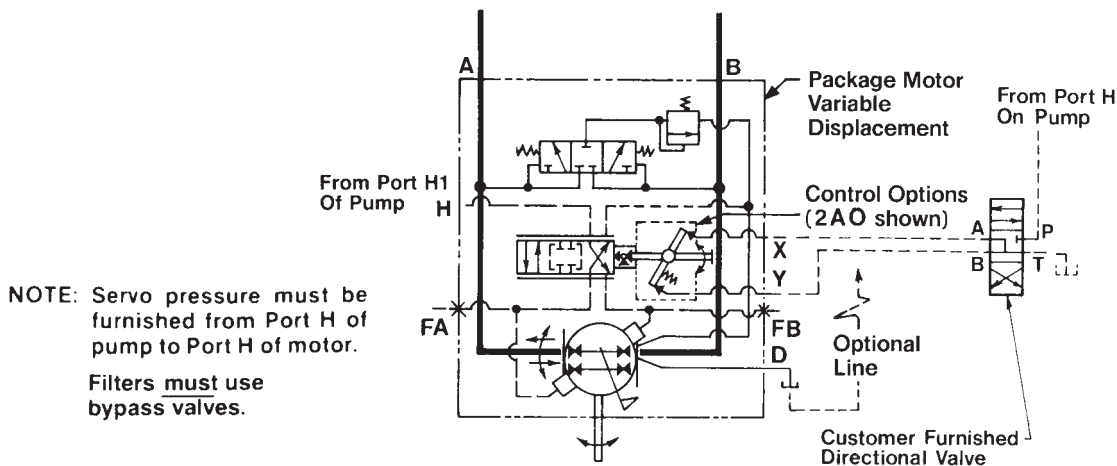 A
B
Package Motor
Variable
Displacement
From Port H
On Pump
From Port H1
Of Pump
H
Control Options
(2AO shown)
A
P
B
T
X
Y
NOTE: Servo pressure must be
furnished from Port H of
pump to Port H of motor.
Filters must use
bypass valves.
FA
FB
D
Optional
Line
Customer Furnished
Directional Valve